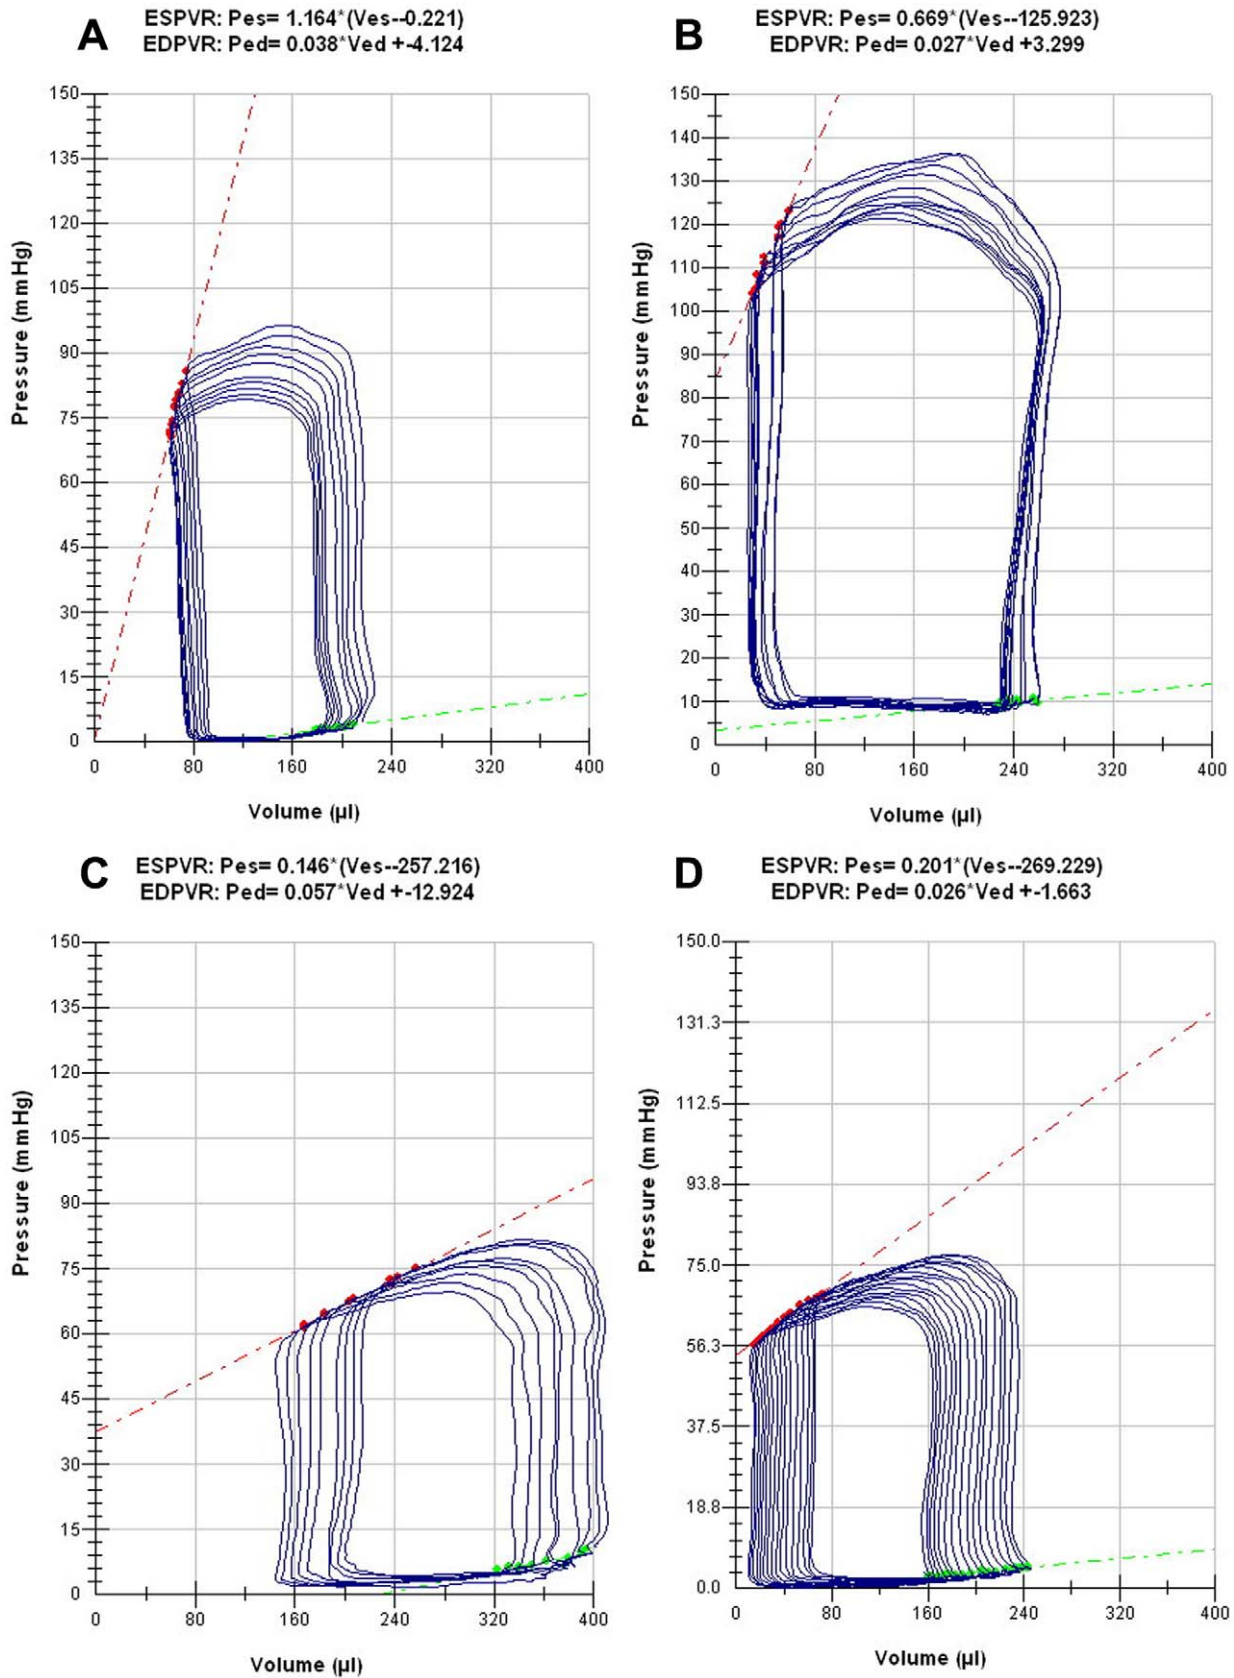 A
ESPVR: Pes= 1.164*(Ves--0.221)
EDPVR: Ped= 0.038*Ved +-4.124
150
135
120
105
90
75
60
45
30
15
0
Pressure (mmHg)
0 80 160 240 320 400
Volume (µl)
B
ESPVR: Pes= 0.669*(Ves--125.923)
EDPVR: Ped= 0.027*Ved +3.299
150
140
130
120
110
100
90
80
70
60
50
40
30
20
10
0
Pressure (mmHg)
0 80 160 240 320 400
Volume (µl)
C
ESPVR: Pes= 0.146*(Ves--257.216)
EDPVR: Ped= 0.057*Ved +-12.924
150
135
120
105
90
75
60
45
30
15
0
Pressure (mmHg)
0 80 160 240 320 400
Volume (µl)
D
ESPVR: Pes= 0.201*(Ves--269.229)
EDPVR: Ped= 0.026*Ved +-1.663
150.0
131.3
112.5
93.8
75.0
56.3
37.5
18.8
0.0
Pressure (mmHg)
0 80 160 240 320 400
Volume (µl)